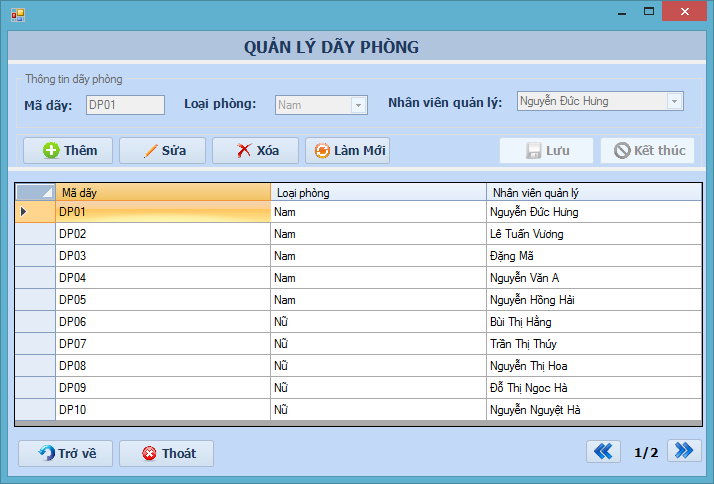 QUẢN LÝ DÃY PHÒNG
Thông tin dãy phòng
Mã dãy: DP01 Loại phòng: Nam Nhân viên quản lý: Nguyễn Đức Hưng
Thêm Sửa Xóa Làm Mới Lưu Kết thúc
Mã dãy Loại phòng Nhân viên quản lý
DP01 Nam Nguyễn Đức Hưng
DP02 Nam Lê Tuấn Vương
DP03 Nam Đặng Mã
DP04 Nam Nguyễn Văn A
DP05 Nam Nguyễn Hồng Hải
DP06 Nữ Bùi Thị Hằng
DP07 Nữ Trần Thị Thúy
DP08 Nữ Nguyễn Thị Hoa
DP09 Nữ Đỗ Thị Ngọc Hà
DP10 Nữ Nguyễn Nguyệt Hà
Trở về Thoát 1/2